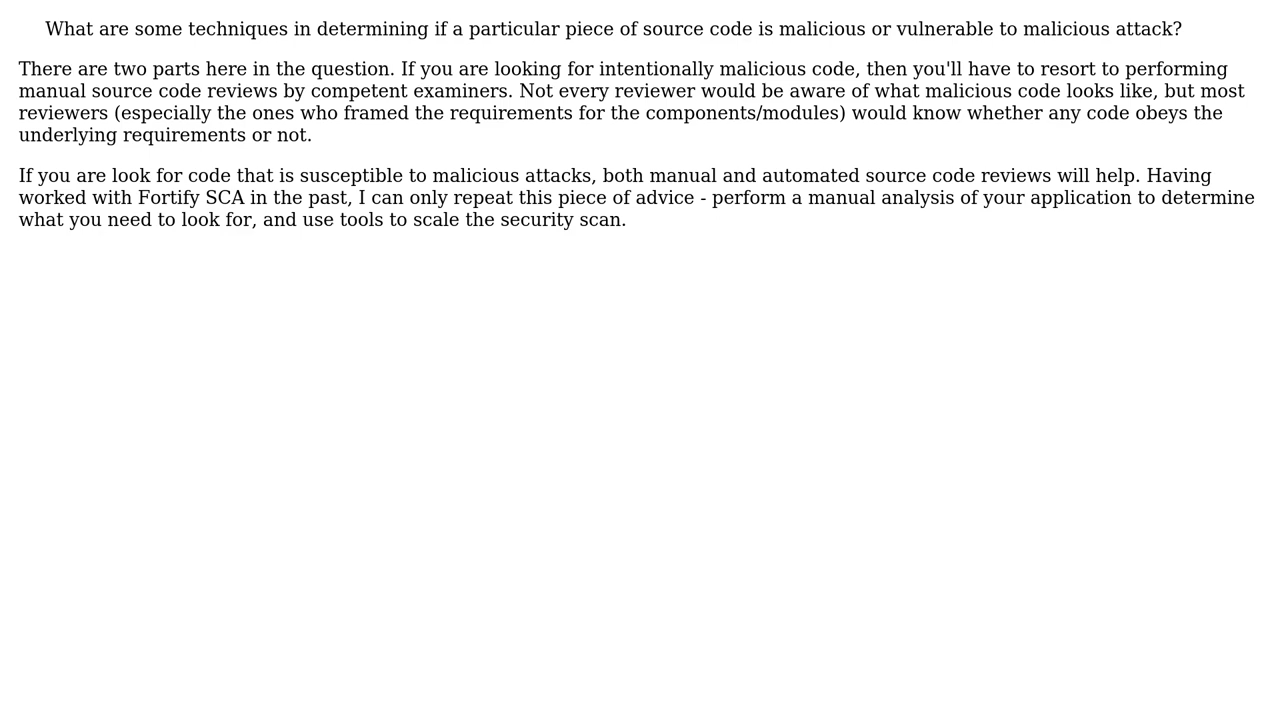 What are some techniques in determining if a particular piece of source code is malicious or vulnerable to malicious attack?
There are two parts here in the question. If you are looking for intentionally malicious code, then you'll have to resort to performing
manual source code reviews by competent examiners. Not every reviewer would be aware of what malicious code looks like, but most
reviewers (especially the ones who framed the requirements for the components/modules) would know whether any code obeys the
underlying requirements or not.
If you are look for code that is susceptible to malicious attacks, both manual and automated source code reviews will help. Having
worked with Fortify SCA in the past, I can only repeat this piece of advice - perform a manual analysis of your application to determine
what you need to look for, and use tools to scale the security scan.